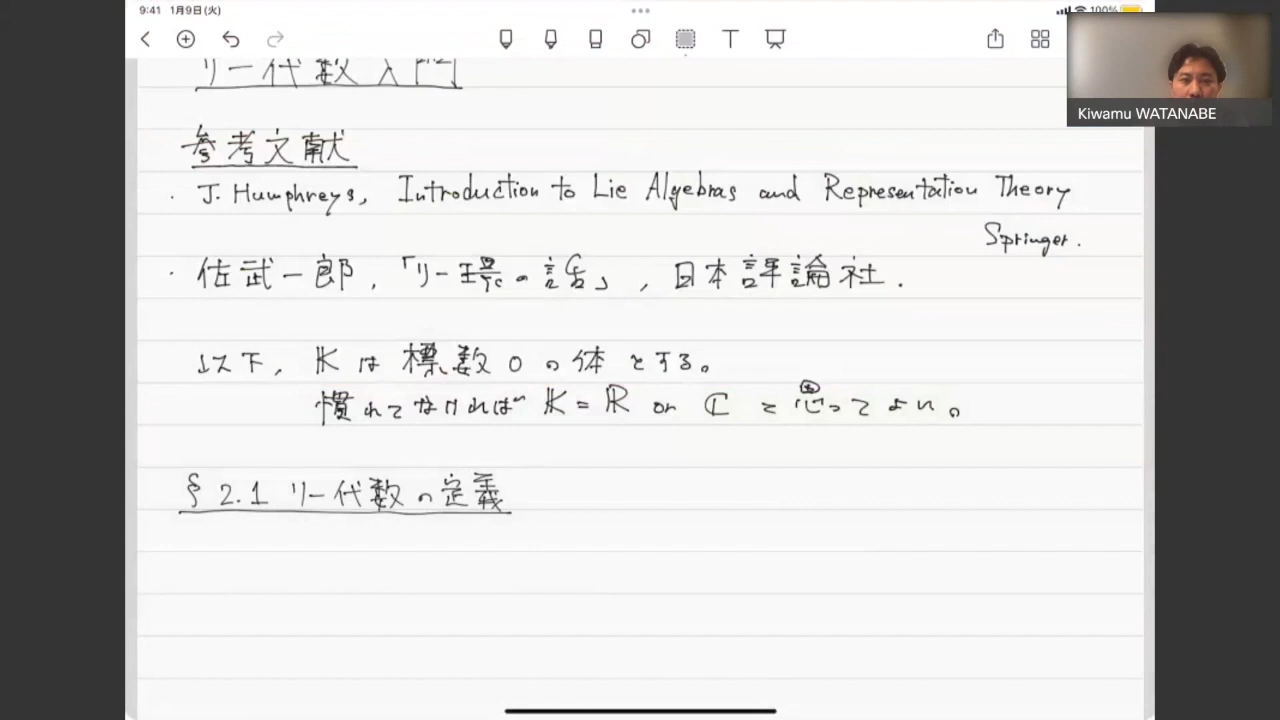 9:41 1月9日(火)
100%
Kiwamu WATANABE
リー代数入門
参考文献
・ J. Humphreys, Introduction to Lie Algebras and Representation Theory
Springer.
・ 佐武一郎, 「リー環の話」, 日本評論社.
以下, 𝕂 は 標数 0 の 体 とする。
慣れてなければ 𝕂 = ℝ or ℂ と思ってよい。
§ 2.1 リー代数の定義